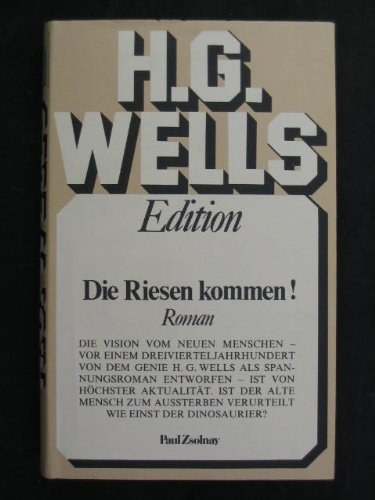 H.G.
WELLS
Edition
Die Riesen kommen!
Roman
DIE VISION VOM NEUEN MENSCHEN –
VOR EINEM DREIVIERTELJAHRHUNDERT
VON DEM GENIE H. G. WELLS ALS SPAN-
NUNGSROMAN ENTWORFEN – IST VON
HÖCHSTER AKTUALITÄT. IST DER ALTE
MENSCH ZUM AUSSTERBEN VERURTEILT
WIE EINST DER DINOSAURIER?
Paul Zsolnay